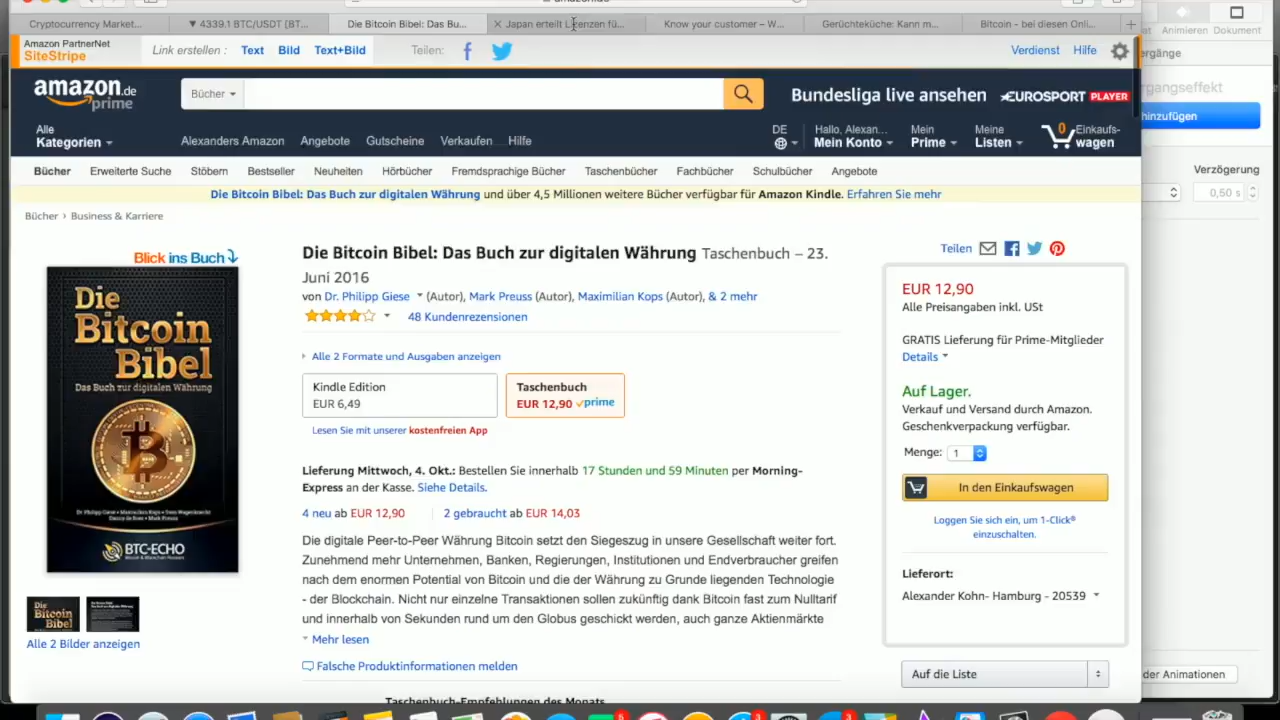 amazon.de
Cryptocurrency Market...
▼ 4339.1 BTC/USDT [BT...
Die Bitcoin Bibel: Das Bu...
Japan erteilt Lizenzen fü...
Know your customer – W...
Gerüchteküche: Kann m...
Bitcoin - bei diesen Onli...
Animieren
Dokument
Amazon PartnerNet
SiteStripe
Link erstellen :
Text
Bild
Text+Bild
Teilen:
Verdienst
Hilfe
amazon.de
prime
Bücher
Bundesliga live ansehen
EUROSPORT PLAYER
hinzufügen
Alle
Kategorien
Alexanders Amazon
Angebote
Gutscheine
Verkaufen
Hilfe
DE
Hallo, Alexan...
Mein Konto
Mein
Prime
Meine
Listen
0
Einkaufs-
wagen
Verzögerung
0,50 s
Bücher
Erweiterte Suche
Stöbern
Bestseller
Neuheiten
Hörbücher
Fremdsprachige Bücher
Taschenbücher
Fachbücher
Schulbücher
Angebote
Die Bitcoin Bibel: Das Buch zur digitalen Währung und über 4,5 Millionen weitere Bücher verfügbar für Amazon Kindle. Erfahren Sie mehr
Bücher › Business & Karriere
Blick ins Buch
Die
Bitcoin
Bibel
Das Buch zur digitalen Währung
BTC-ECHO
Alle 2 Bilder anzeigen
Die Bitcoin Bibel: Das Buch zur digitalen Währung Taschenbuch – 23.
Juni 2016
von Dr. Philipp Giese (Autor), Mark Preuss (Autor), Maximilian Kops (Autor), & 2 mehr
48 Kundenrezensionen
Alle 2 Formate und Ausgaben anzeigen
Kindle Edition
EUR 6,49
Taschenbuch
EUR 12,90 prime
Lesen Sie mit unserer kostenfreien App
Lieferung Mittwoch, 4. Okt.: Bestellen Sie innerhalb 17 Stunden und 59 Minuten per Morning-
Express an der Kasse. Siehe Details.
4 neu ab EUR 12,90
2 gebraucht ab EUR 14,03
Die digitale Peer-to-Peer Währung Bitcoin setzt den Siegeszug in unsere Gesellschaft weiter fort.
Zunehmend mehr Unternehmen, Banken, Regierungen, Institutionen und Endverbraucher greifen
nach dem enormen Potential von Bitcoin und die der Währung zu Grunde liegenden Technologie
- der Blockchain. Nicht nur einzelne Transaktionen sollen zukünftig dank Bitcoin fast zum Nulltarif
und innerhalb von Sekunden rund um den Globus geschickt werden, auch ganze Aktienmärkte
Mehr lesen
Falsche Produktinformationen melden
Taschenbuch-Empfehlungen des Monats
Teilen
EUR 12,90
Alle Preisangaben inkl. USt
GRATIS Lieferung für Prime-Mitglieder
Details
Auf Lager.
Verkauf und Versand durch Amazon.
Geschenkverpackung verfügbar.
Menge: 1
In den Einkaufswagen
Loggen Sie sich ein, um 1-Click®
einzuschalten.
Lieferort:
Alexander Kohn- Hamburg - 20539
Auf die Liste
der Animationen